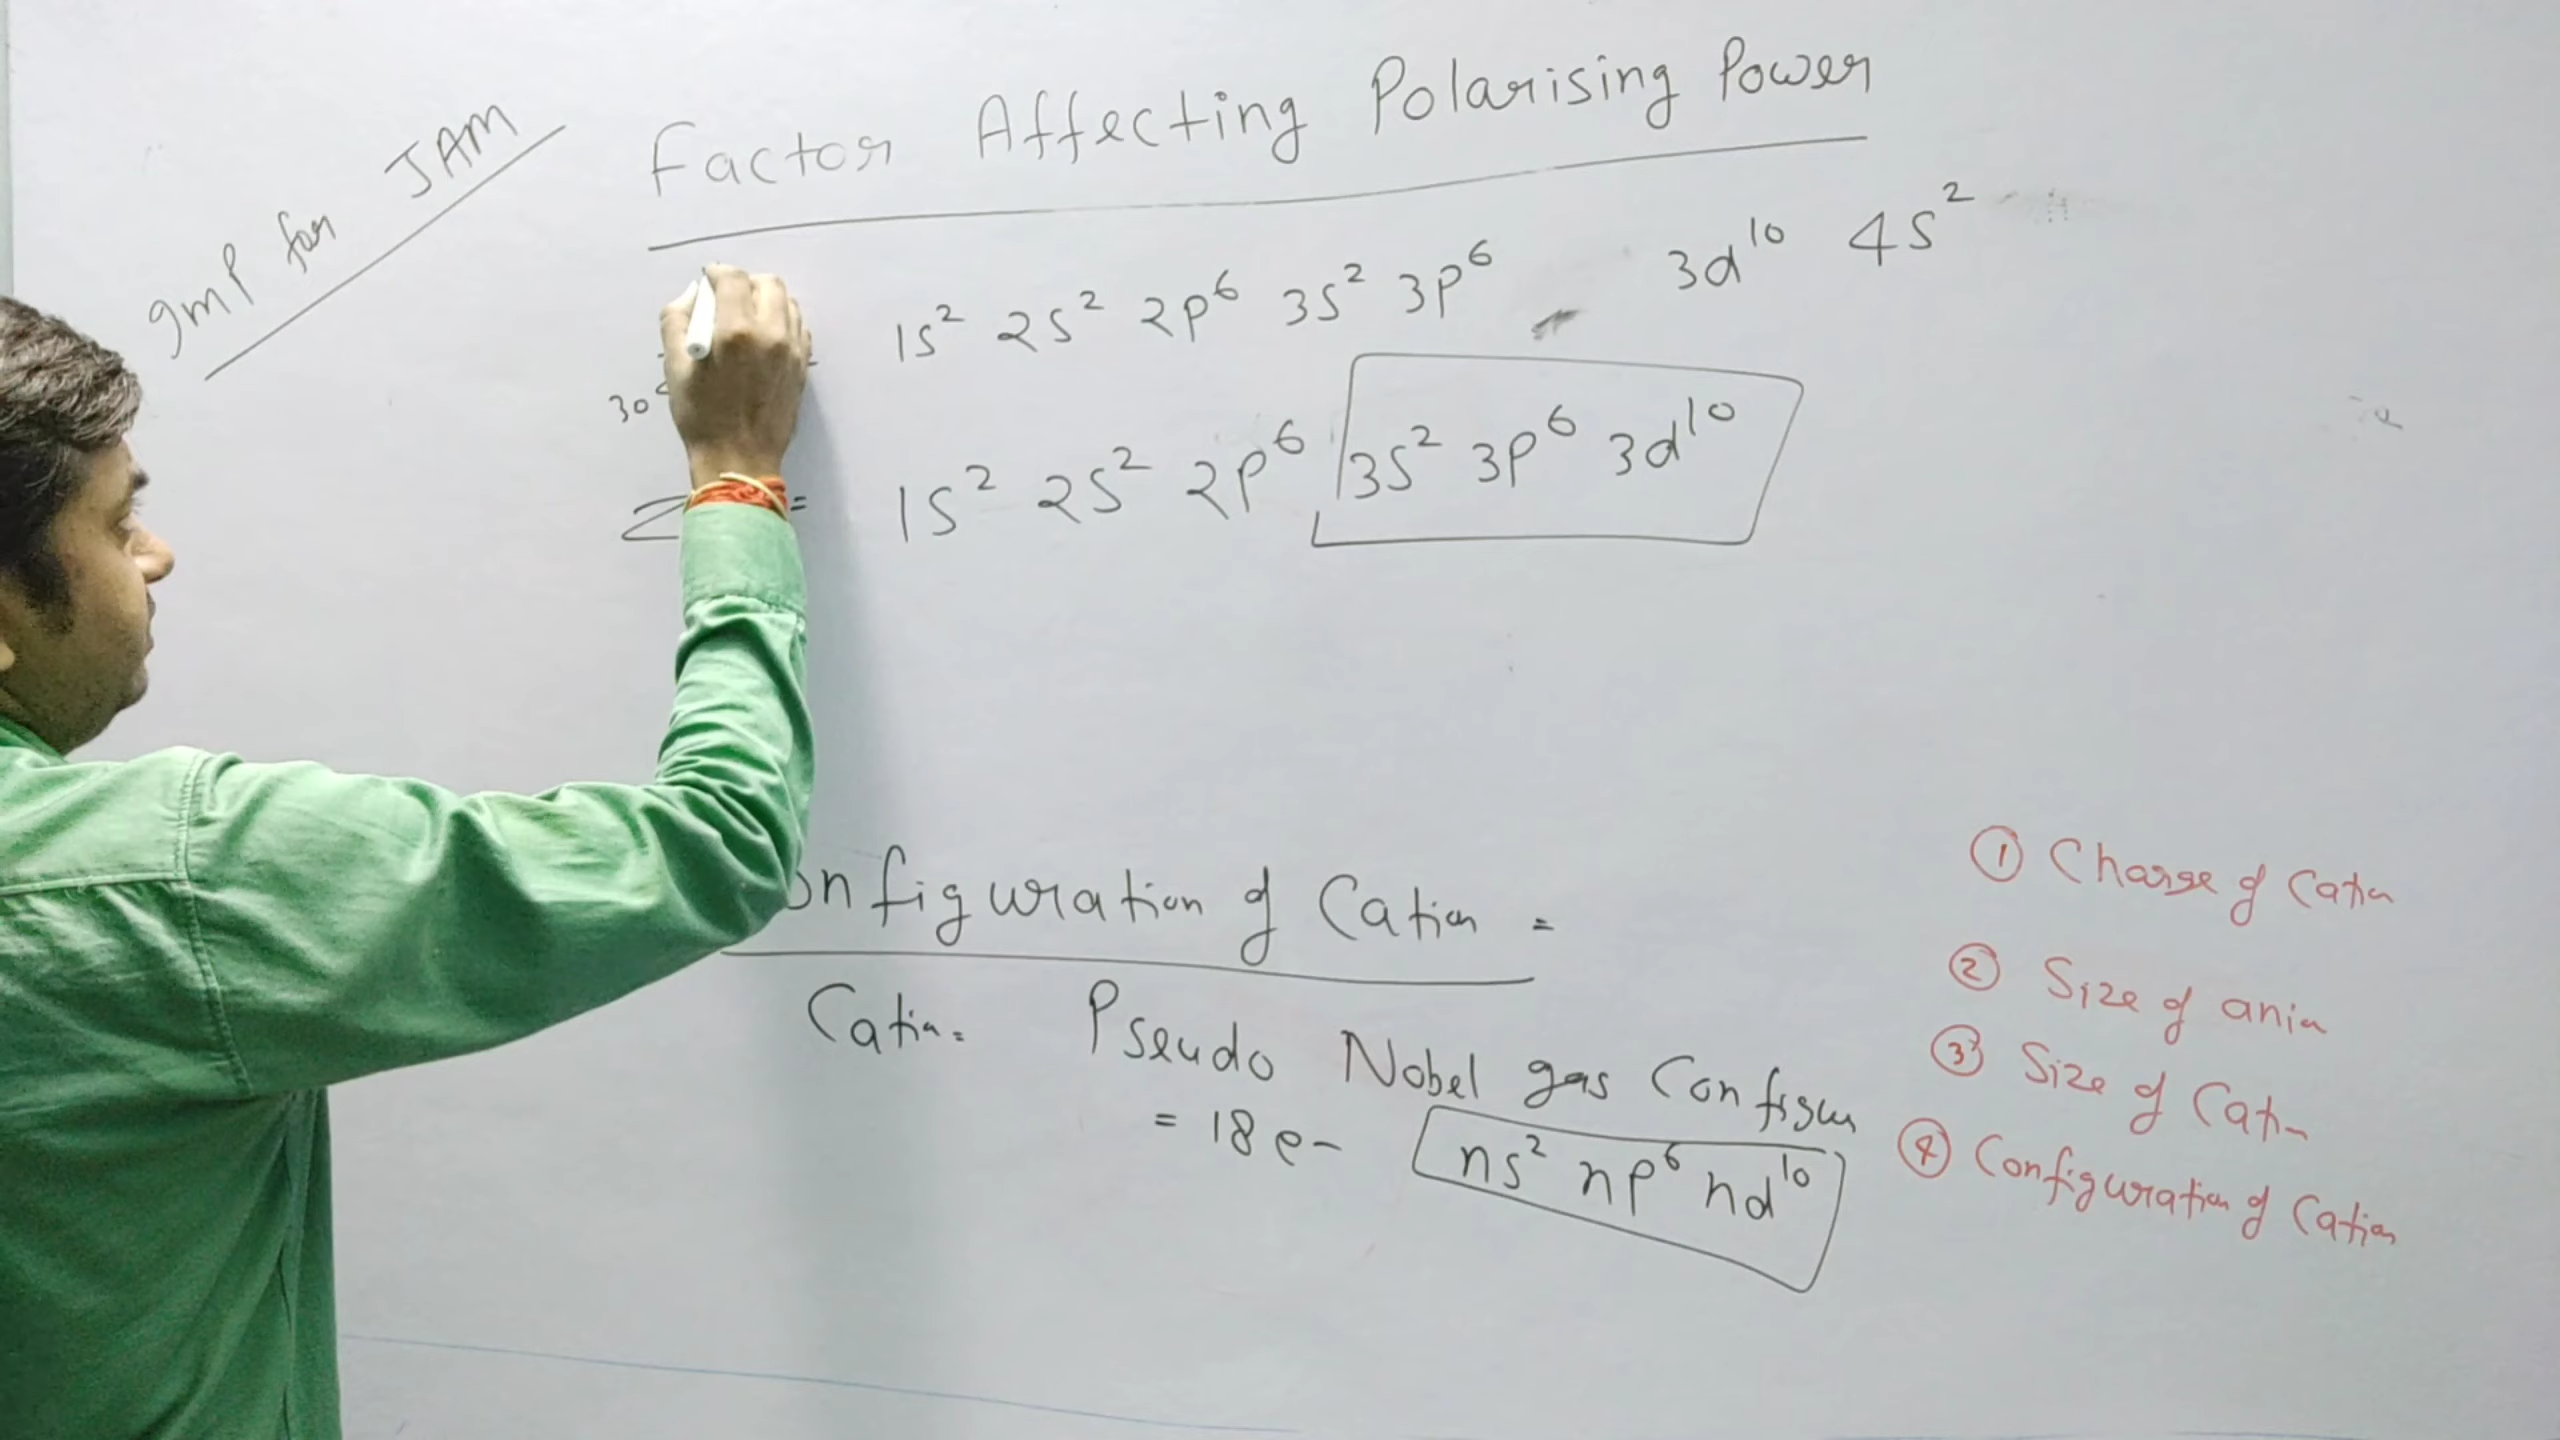 Imp for JAM
Factor Affecting Polarising Power
30 1s² 2s² 2p⁶ 3s² 3p⁶ 3d¹⁰ 4s²
Z = 1s² 2s² 2p⁶ 3s² 3p⁶ 3d¹⁰
onfiguration of Cation =
Cation = Pseudo Nobel gas Configur
= 18 e- ns² np⁶ nd¹⁰
① Charge of Cation
② Size of anion
③ Size of Cation
④ Configuration of Cation